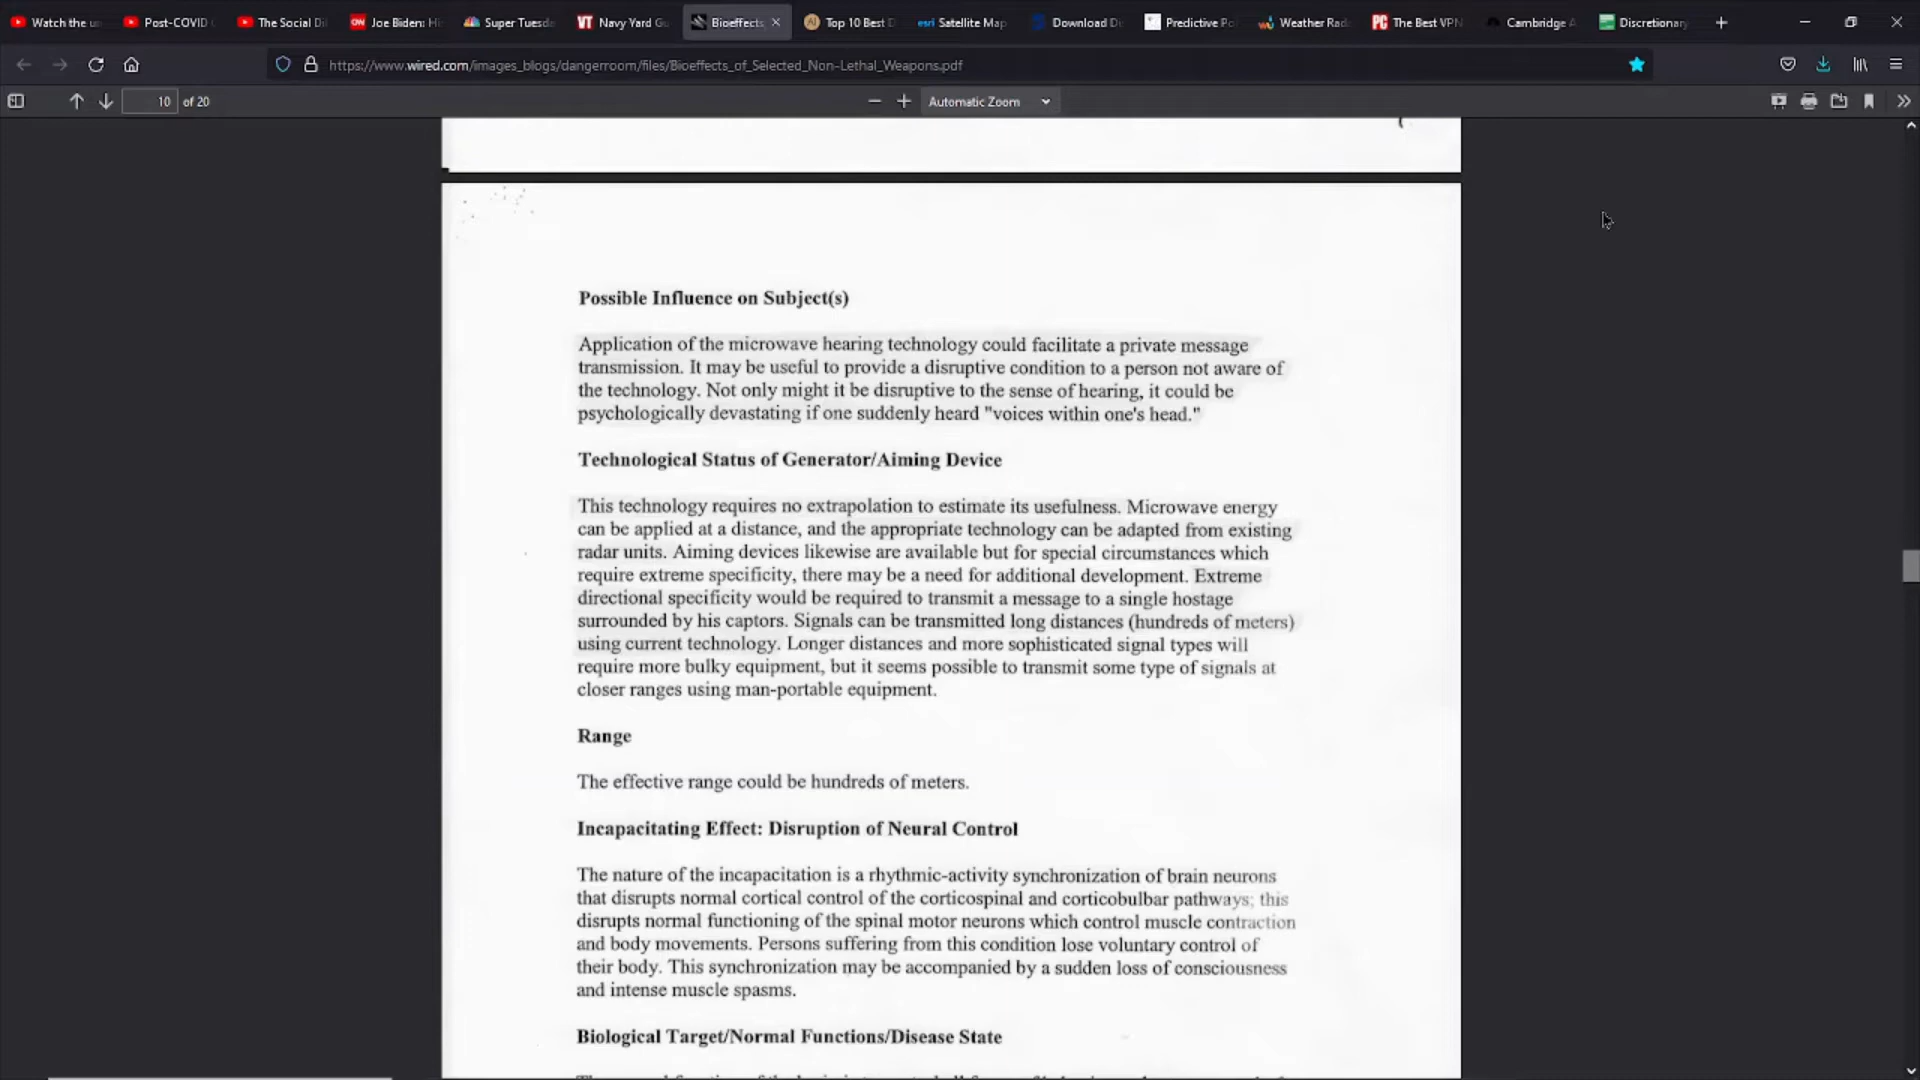 Watch the u
Post-COVID
The Social Di
Joe Biden: Hi
Super Tuesd
Navy Yard Gu
Bioeffects
Top 10 Best D
esri Satellite Map
Download D
Predictive Po
Weather Rad
PC The Best VPN
Cambridge A
Discretionary
https://www.wired.com/images_blogs/dangerroom/files/Bioeffects_of_Selected_Non-Lethal_Weapons.pdf
10 of 20
Automatic Zoom
Possible Influence on Subject(s)
Application of the microwave hearing technology could facilitate a private message
transmission. It may be useful to provide a disruptive condition to a person not aware of
the technology. Not only might it be disruptive to the sense of hearing, it could be
psychologically devastating if one suddenly heard "voices within one's head."
Technological Status of Generator/Aiming Device
This technology requires no extrapolation to estimate its usefulness. Microwave energy
can be applied at a distance, and the appropriate technology can be adapted from existing
radar units. Aiming devices likewise are available but for special circumstances which
require extreme specificity, there may be a need for additional development. Extreme
directional specificity would be required to transmit a message to a single hostage
surrounded by his captors. Signals can be transmitted long distances (hundreds of meters)
using current technology. Longer distances and more sophisticated signal types will
require more bulky equipment, but it seems possible to transmit some type of signals at
closer ranges using man-portable equipment.
Range
The effective range could be hundreds of meters.
Incapacitating Effect: Disruption of Neural Control
The nature of the incapacitation is a rhythmic-activity synchronization of brain neurons
that disrupts normal cortical control of the corticospinal and corticobulbar pathways; this
disrupts normal functioning of the spinal motor neurons which control muscle contraction
and body movements. Persons suffering from this condition lose voluntary control of
their body. This synchronization may be accompanied by a sudden loss of consciousness
and intense muscle spasms.
Biological Target/Normal Functions/Disease State